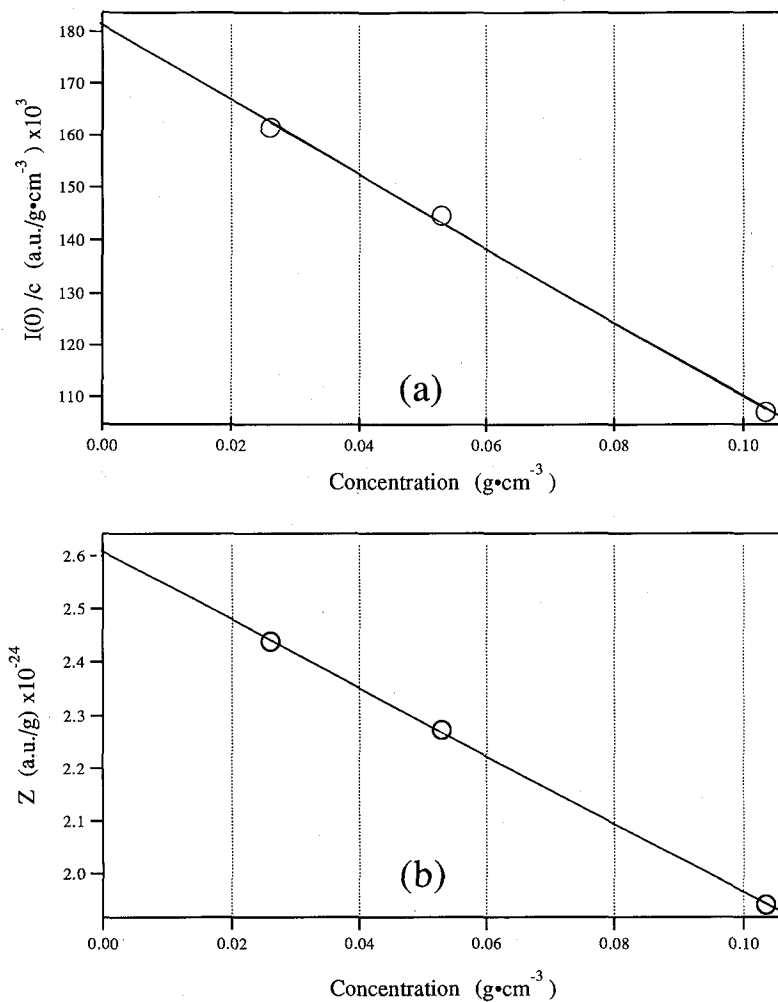 180
170
160
150
140
130
120
110
I(0) /c (a.u./g•cm⁻³) x10³
(a)
0.00 0.02 0.04 0.06 0.08 0.10
Concentration (g•cm⁻³)
2.6
2.5
2.4
2.3
2.2
2.1
2.0
Z (a.u./g) x10⁻²⁴
(b)
0.00 0.02 0.04 0.06 0.08 0.10
Concentration (g•cm⁻³)